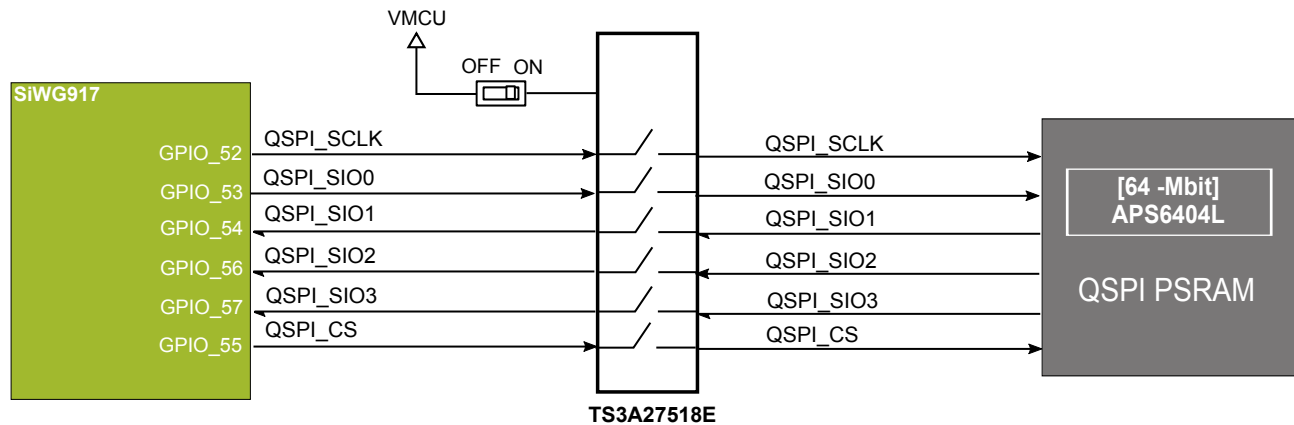 VMCU
OFF ON
SiWG917
GPIO_52
GPIO_53
GPIO_54
GPIO_56
GPIO_57
GPIO_55
QSPI_SCLK
QSPI_SIO0
QSPI_SIO1
QSPI_SIO2
QSPI_SIO3
QSPI_CS
TS3A27518E
QSPI_SCLK
QSPI_SIO0
QSPI_SIO1
QSPI_SIO2
QSPI_SIO3
QSPI_CS
[64 -Mbit]
APS6404L
QSPI PSRAM